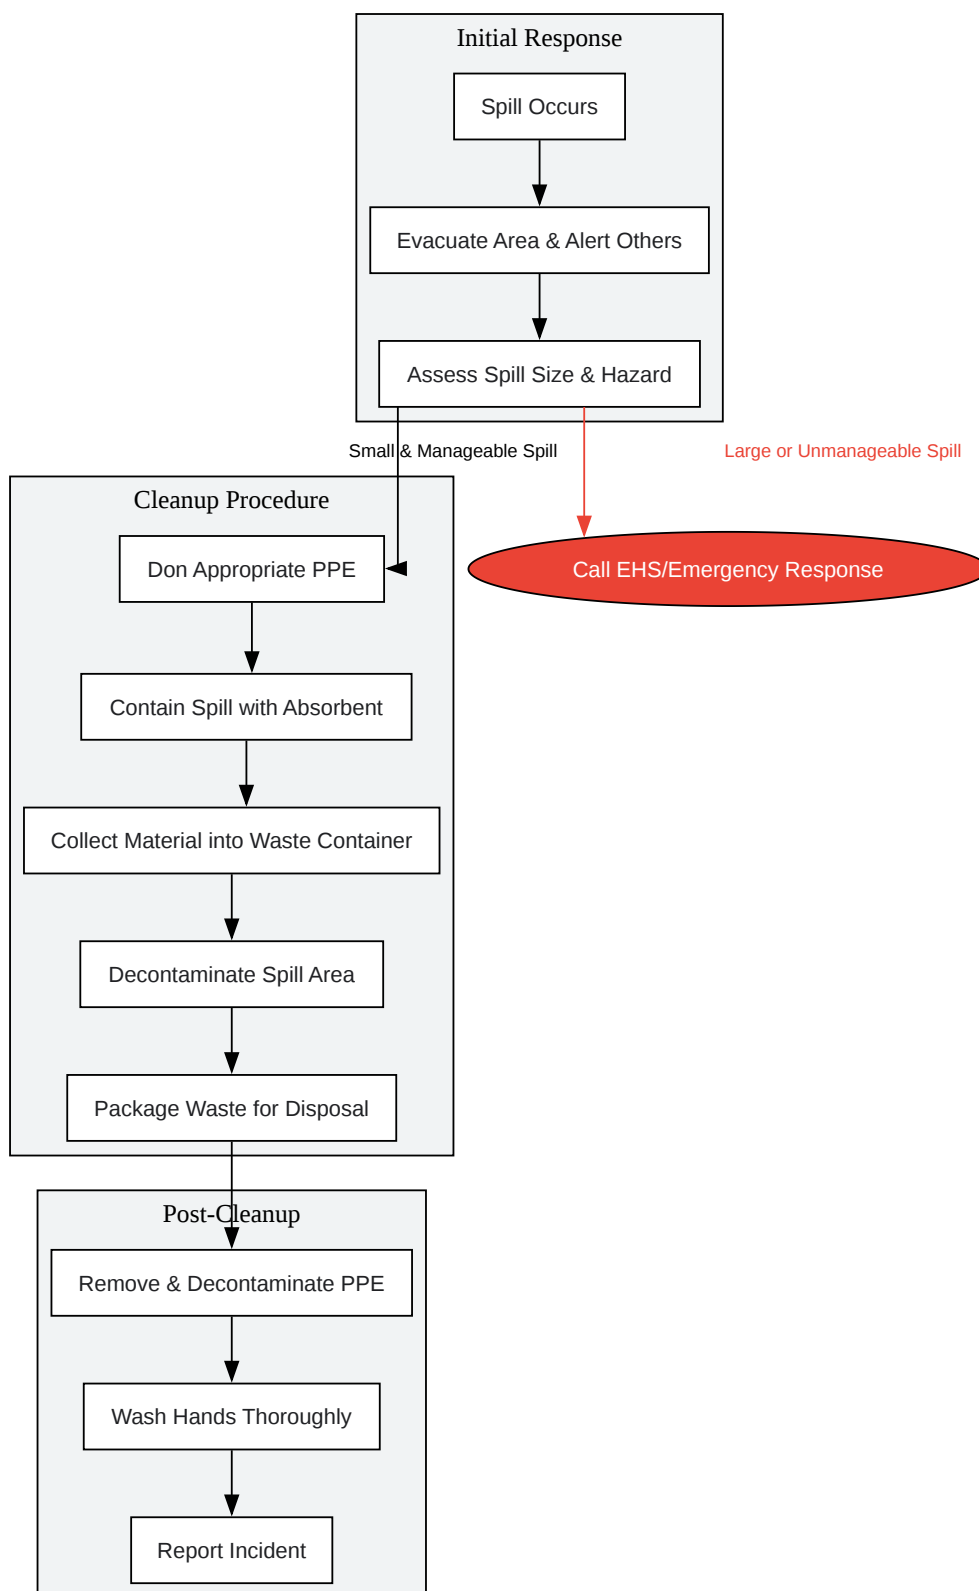 Initial Response
Spill Occurs
Evacuate Area & Alert Others
Assess Spill Size & Hazard
Small & Manageable Spill
Large or Unmanageable Spill
Cleanup Procedure
Don Appropriate PPE
Call EHS/Emergency Response
Contain Spill with Absorbent
Collect Material into Waste Container
Decontaminate Spill Area
Package Waste for Disposal
Post-Cleanup
Remove & Decontaminate PPE
Wash Hands Thoroughly
Report Incident